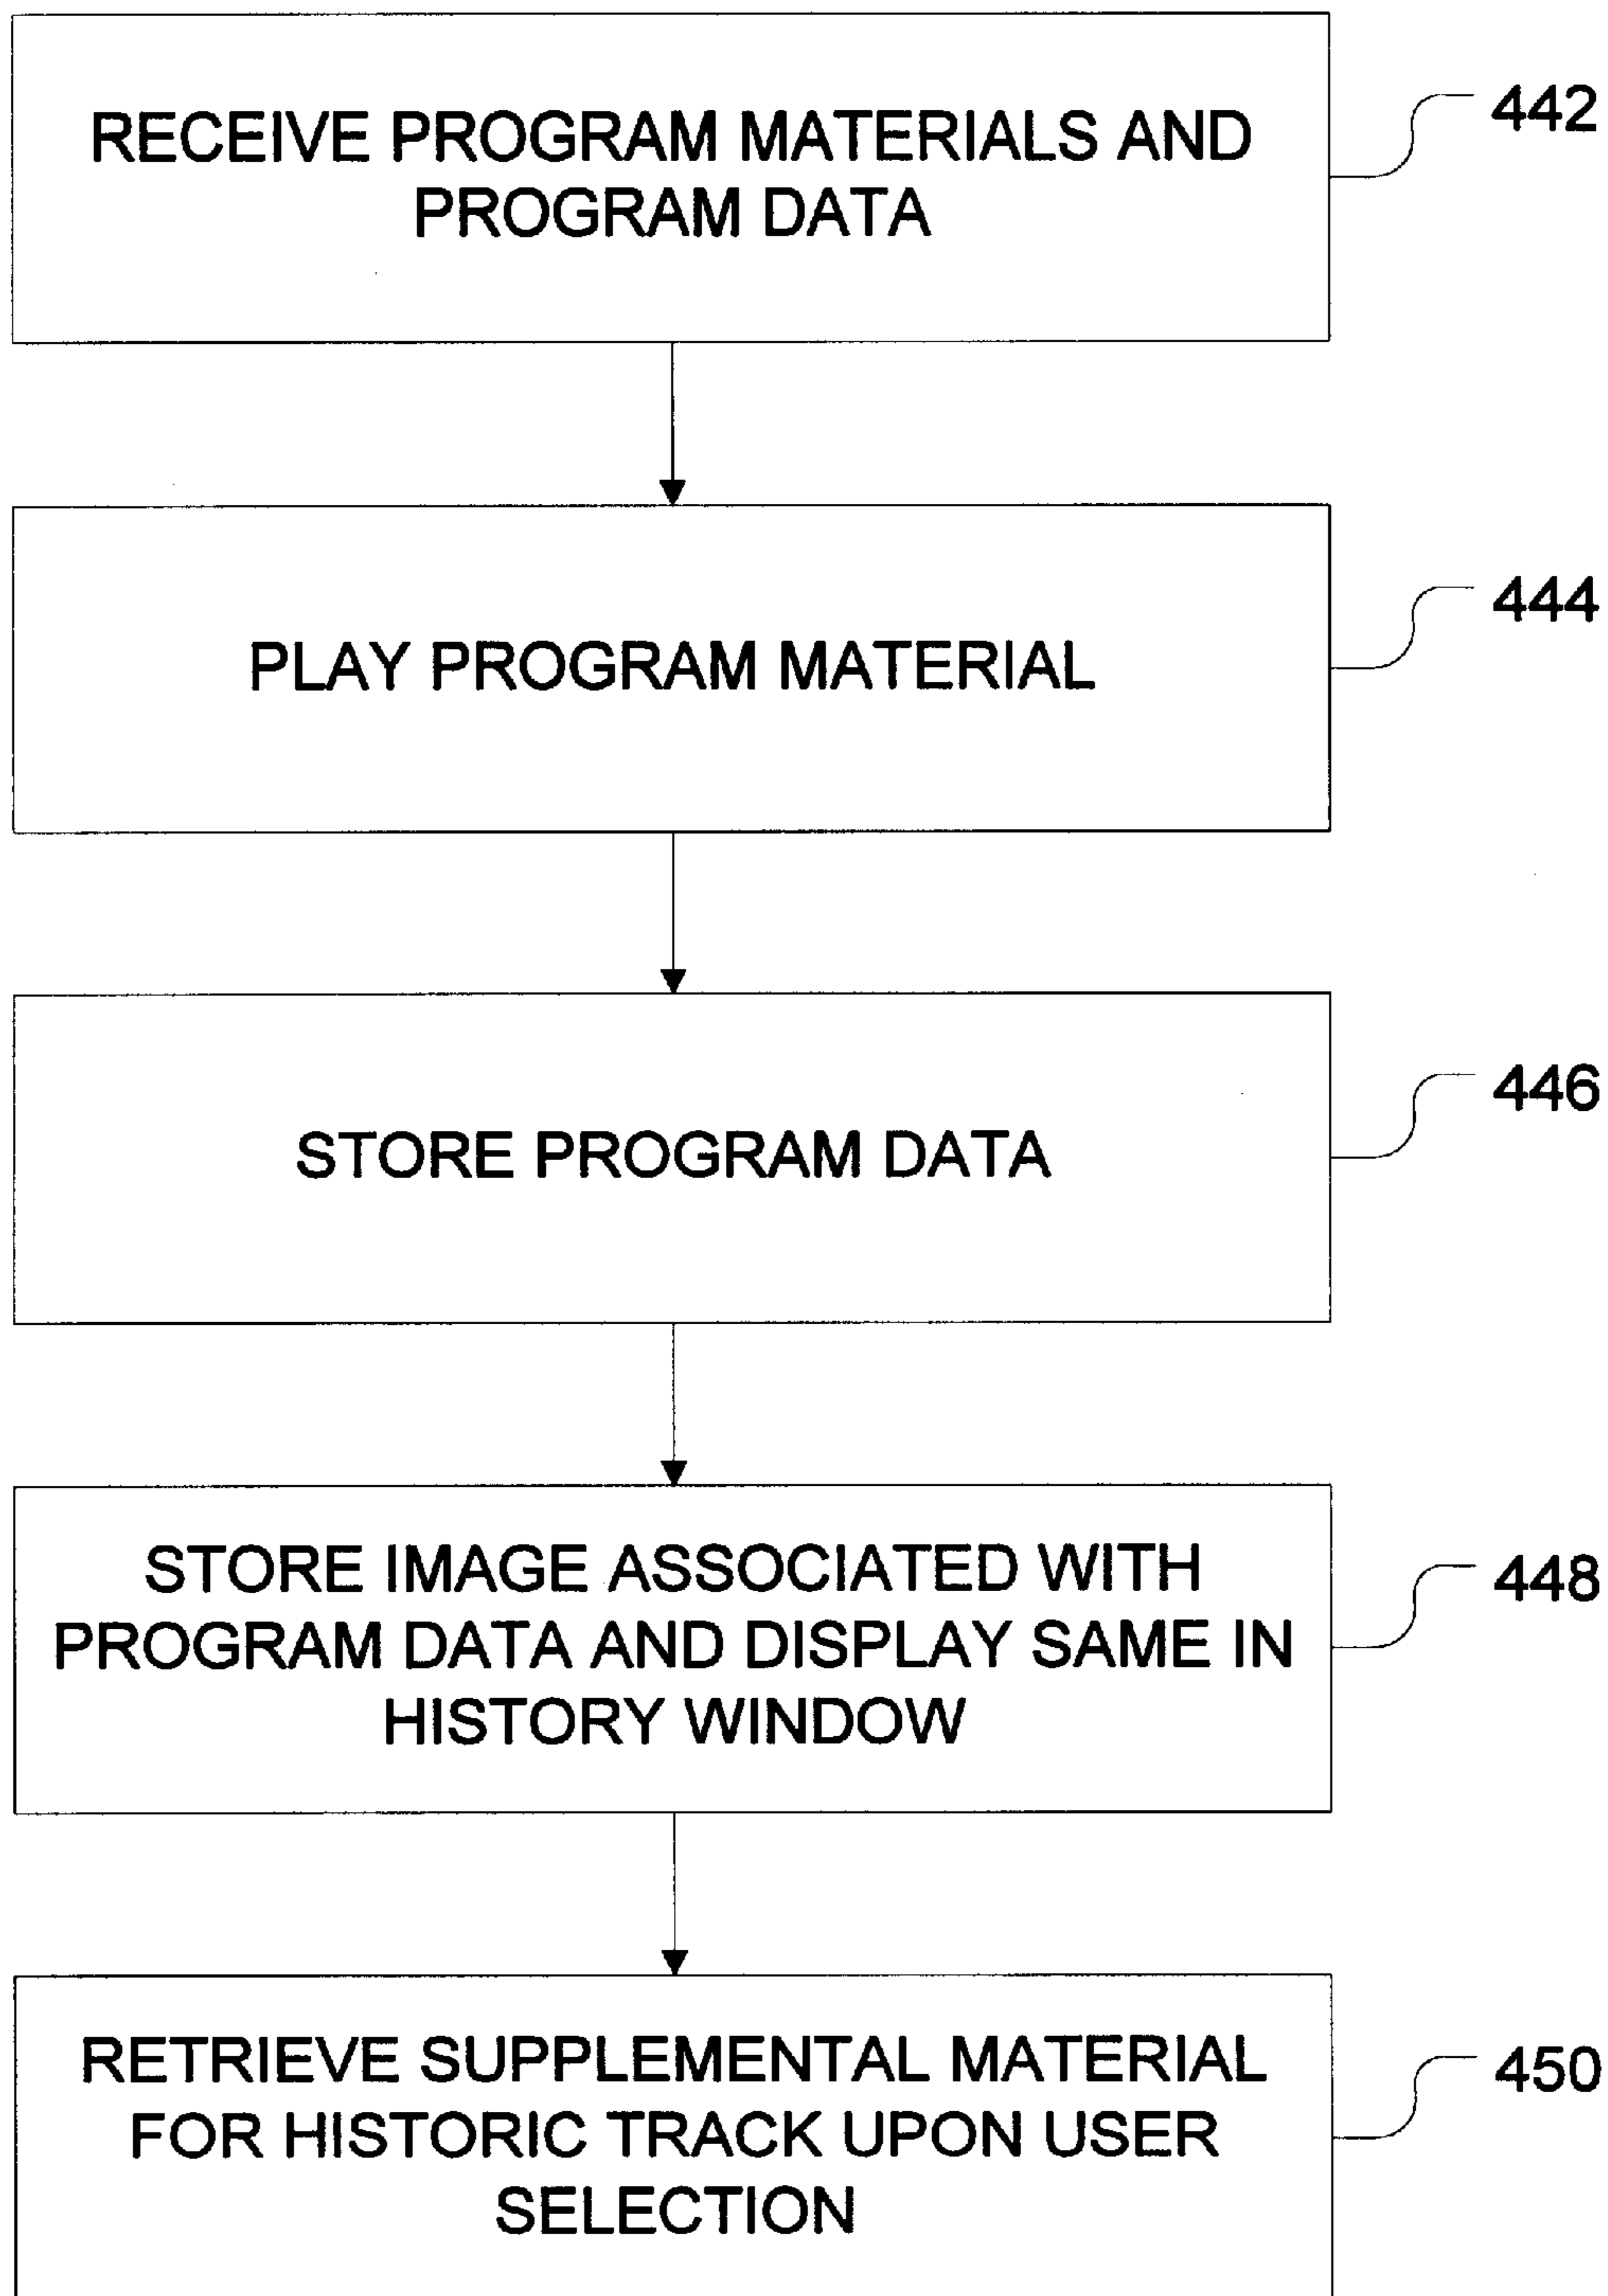 RECEIVE PROGRAM MATERIALS AND
PROGRAM DATA
442
PLAY PROGRAM MATERIAL
444
STORE PROGRAM DATA
446
STORE IMAGE ASSOCIATED WITH
PROGRAM DATA AND DISPLAY SAME IN
HISTORY WINDOW
448
RETRIEVE SUPPLEMENTAL MATERIAL
FOR HISTORIC TRACK UPON USER
SELECTION
450